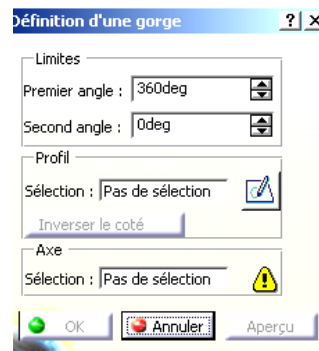 Définition d'une gorge ? ×
Limites
Premier angle : 360deg
Second angle : 0deg
Profil
Sélection : Pas de sélection
Inverser le coté
Axe
Sélection : Pas de sélection
OK Annuler Aperçu